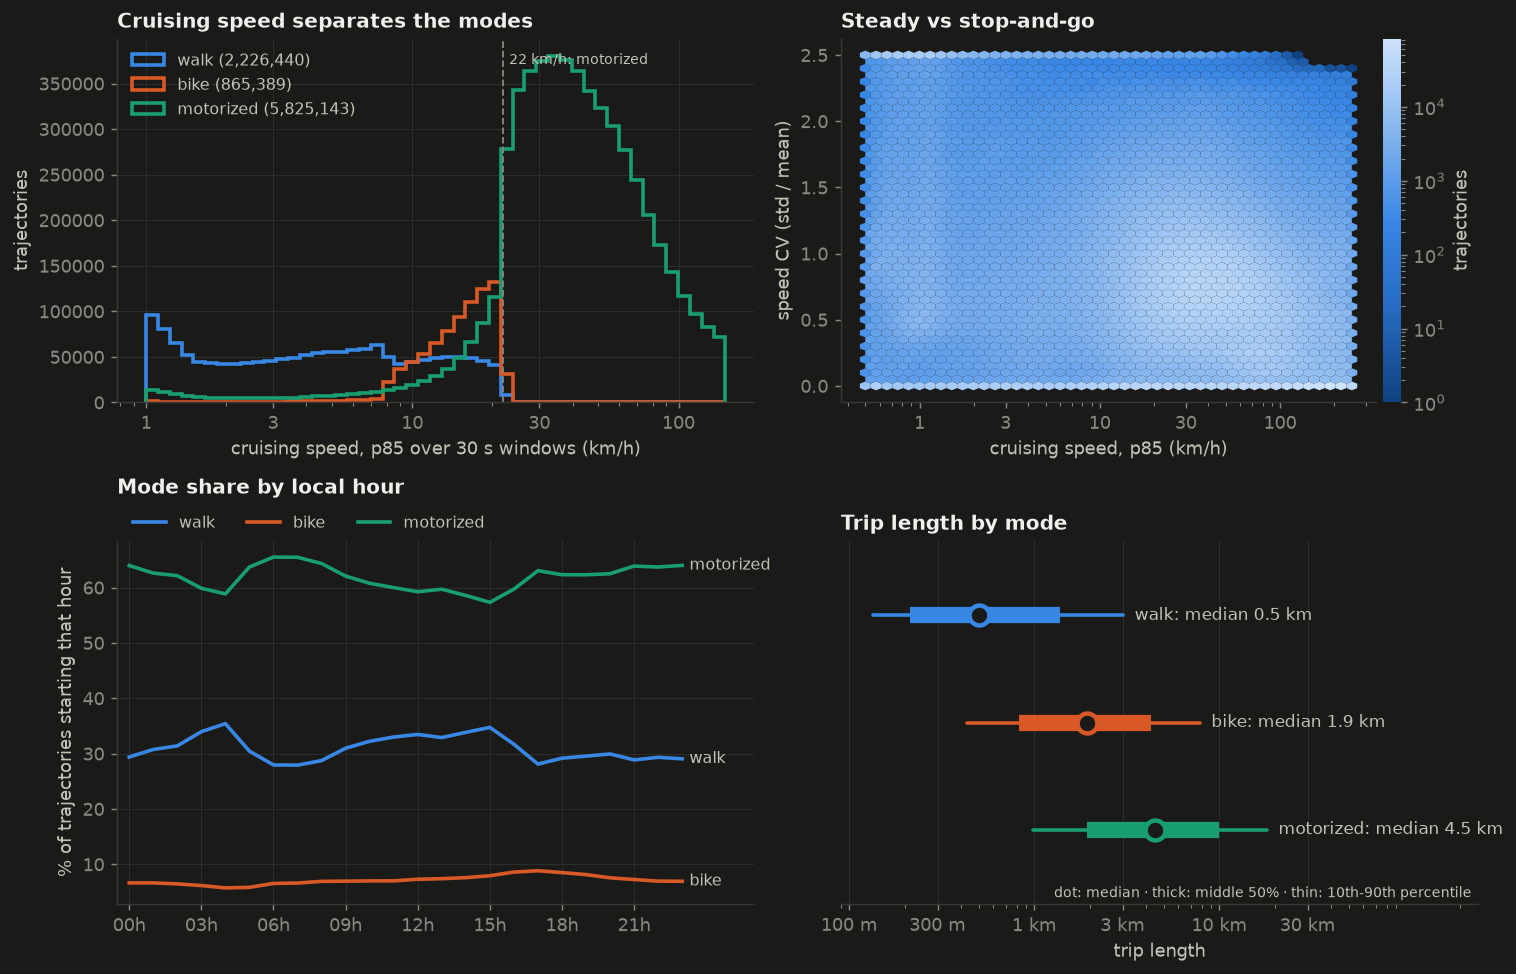 Cruising speed separates the modes
walk (2,226,440)
bike (865,389)
motorized (5,825,143)
22 km/h: motorized
350000
300000
250000
200000
150000
100000
50000
0
trajectories
1
3
10
30
100
cruising speed, p85 over 30 s windows (km/h)
Steady vs stop-and-go
2.5
2.0
1.5
1.0
0.5
0.0
speed CV (std / mean)
1
3
10
30
100
cruising speed, p85 (km/h)
10⁴
10³
10²
10¹
10⁰
trajectories
Mode share by local hour
walk
bike
motorized
60
50
40
30
20
10
% of trajectories starting that hour
motorized
walk
bike
00h
03h
06h
09h
12h
15h
18h
21h
Trip length by mode
walk: median 0.5 km
bike: median 1.9 km
motorized: median 4.5 km
dot: median · thick: middle 50% · thin: 10th-90th percentile
100 m
300 m
1 km
3 km
10 km
30 km
trip length